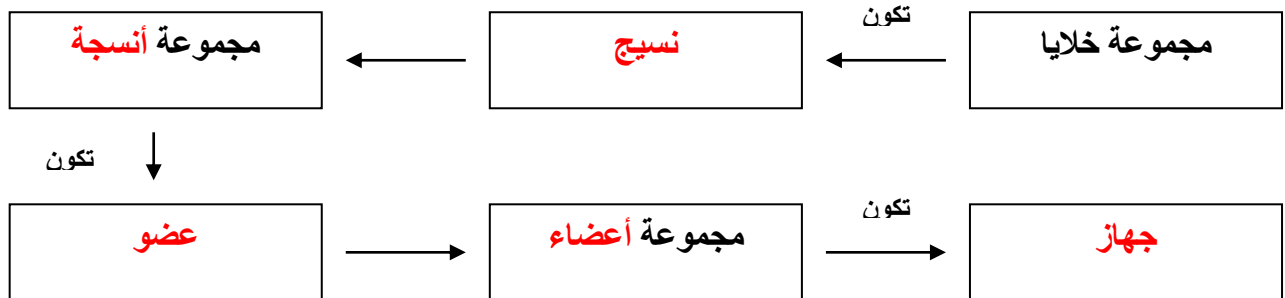 مجموعة خلايا
تكون
نسيج
مجموعة أنسجة
تكون
عضو
مجموعة أعضاء
تكون
جهاز